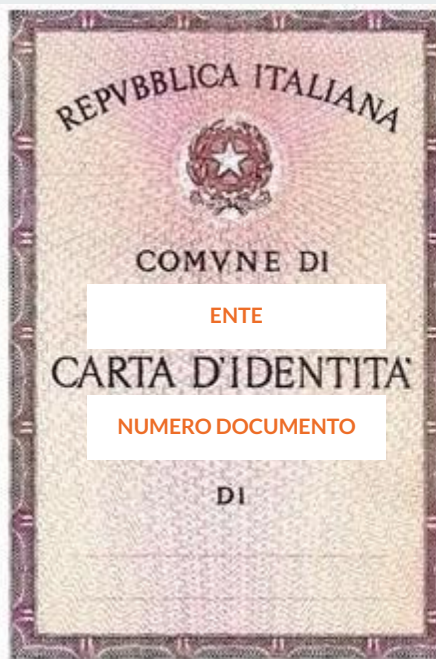 REPVBBLICA ITALIANA
COMVNE DI
ENTE
CARTA D'IDENTITA'
NUMERO DOCUMENTO
DI